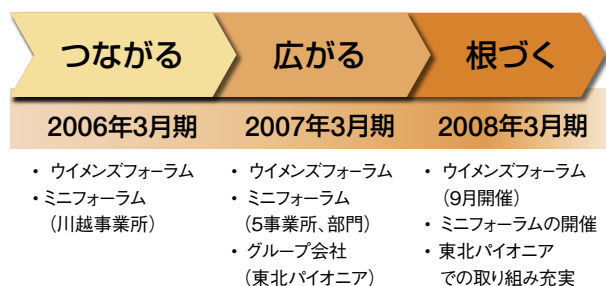 つながる
広がる
根づく
2006年3月期
2007年3月期
2008年3月期
・ ウイメンズフォーラム
・ミニフォーラム
（川越事業所）
・ ウイメンズフォーラム
・ ミニフォーラム
（5事業所、部門）
・ グループ会社
（東北パイオニア）
・ ウイメンズフォーラム
（9月開催）
・ ミニフォーラムの開催
・ 東北パイオニア
での取り組み充実